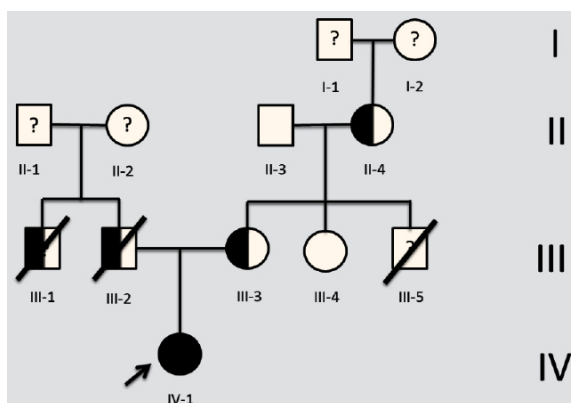 ? ? I
I-1 I-2
? ? II
II-1 II-2 II-3 II-4
? ? III
III-1 III-2 III-3 III-4 III-5
IV
IV-1